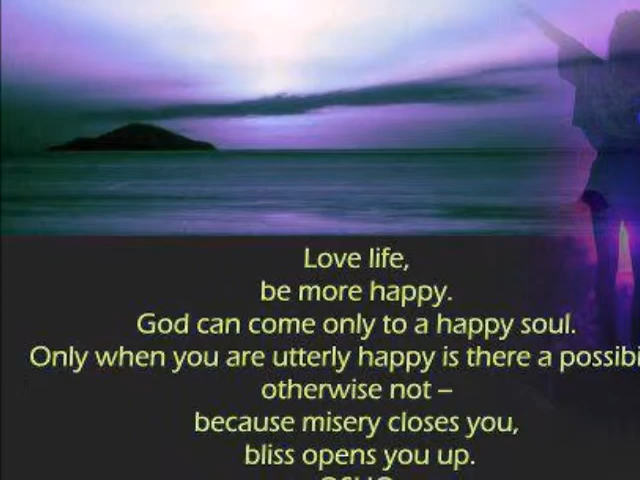 Love life,
be more happy.
God can come only to a happy soul.
Only when you are utterly happy is there a possibi
otherwise not –
because misery closes you,
bliss opens you up.